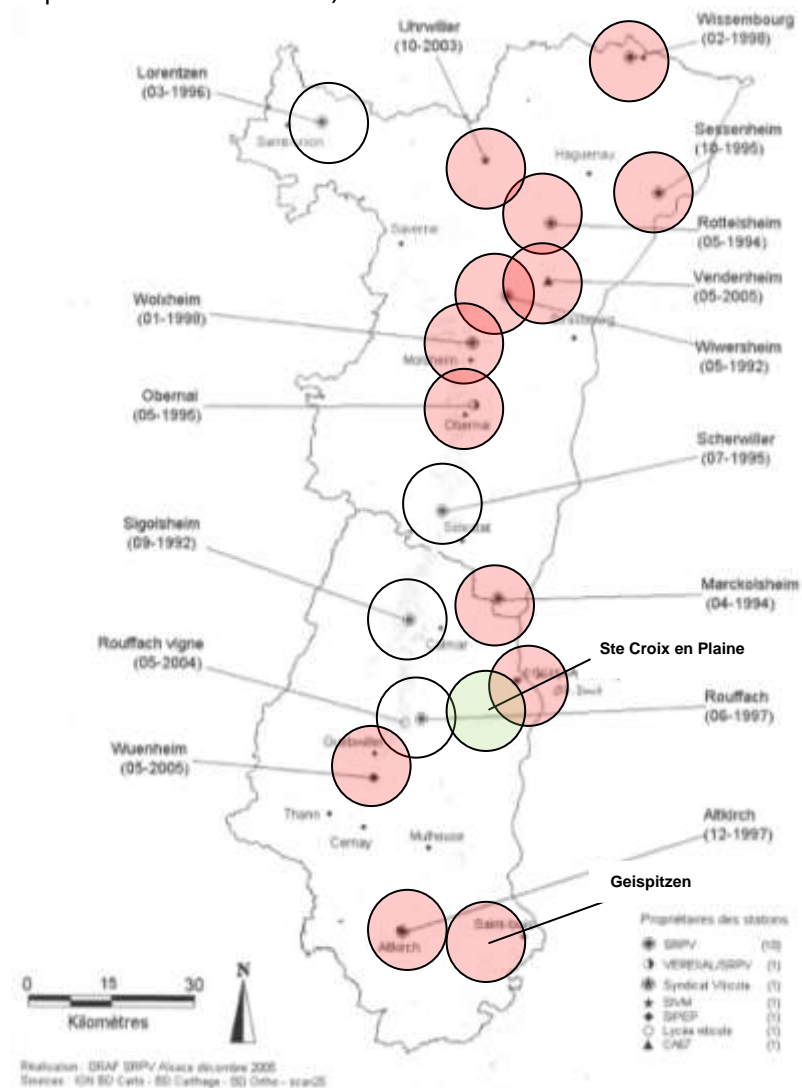 Uhrwiller
(10-2003)
Wissembourg
(02-1998)
Lorentzen
(03-1996)
Sessenheim
(10-1995)
Haguenau
Rottelsheim
(05-1994)
Saverne
Vendenheim
(05-2005)
Wolxheim
(01-1998)
Strasbourg
Wiwersheim
(05-1992)
Molsheim
Obernai
(05-1995)
Obernai
Scherwiller
(07-1995)
Sigolsheim
(09-1992)
Sélestat
Marckolsheim
(04-1994)
Colmar
Ste Croix en Plaine
Rouffach vigne
(05-2004)
Rouffach
(06-1997)
Guebwiller
Wuenheim
(05-2005)
Thann
Cernay
Mulhouse
Altkirch
(12-1997)
Geispitzen
Altkirch
Propriétaires des stations
SRPV (10)
VEREXAL/SRPV (1)
Syndicat Viticole (1)
SIVM (1)
SIPEP (1)
Lycée viticole (1)
CA67 (1)
N
0 15 30
Kilomètres
Réalisation : DRAF SRPV Alsace décembre 2005
Sources : IGN BD Carto - BD Carthage - BD Ortho - scan25